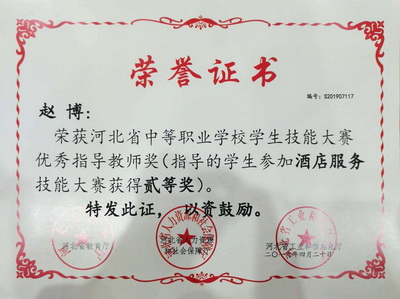 荣誉证书
编号：S201907117
赵 博：
荣获河北省中等职业学校学生技能大赛
优秀指导教师奖(指导的学生参加酒店服务
技能大赛获得贰等奖)。
特发此证，以资鼓励。
河北省教育厅
河北省人力资源
和社会保障厅
河北省工业和信息化厅
二〇一九年四月二十日